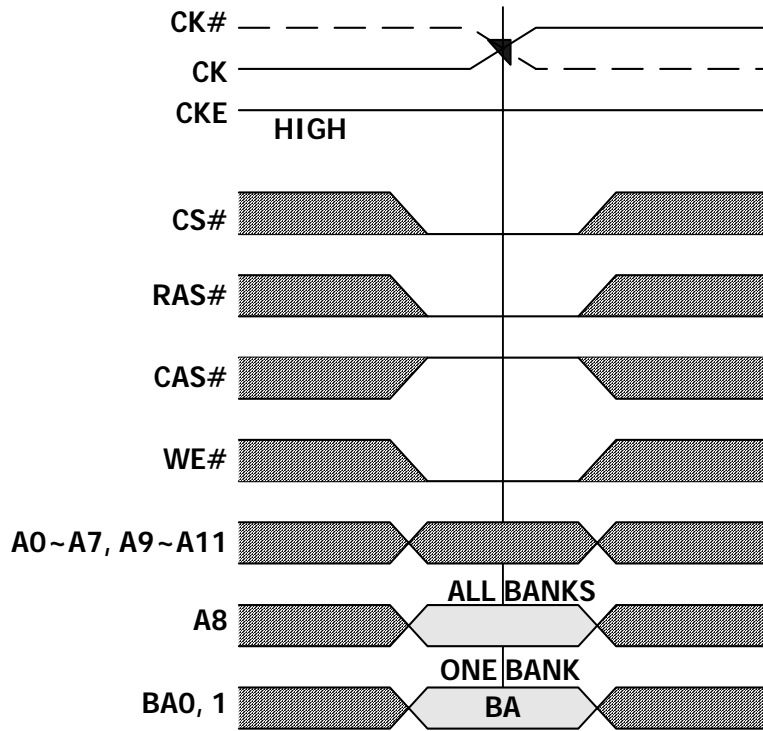 CK#
CK
CKE
HIGH
CS#
RAS#
CAS#
WE#
A0~A7, A9~A11
ALL BANKS
A8
ONE BANK
BA0, 1
BA